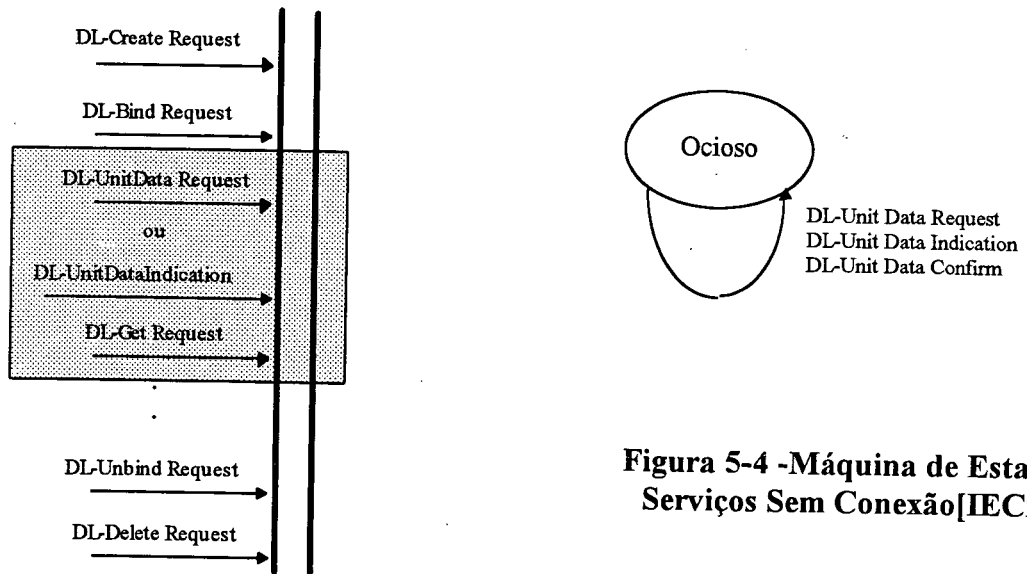 DL-Create Request
DL-Bind Request
DL-UnitData Request
ou
DL-UnitDataIndication
DL-Get Request
.
.
DL-Unbind Request
DL-Delete Request
Ocioso
DL-Unit Data Request
DL-Unit Data Indication
DL-Unit Data Confirm
Figura 5-4 -Máquina de Esta
Serviços Sem Conexão[IEC